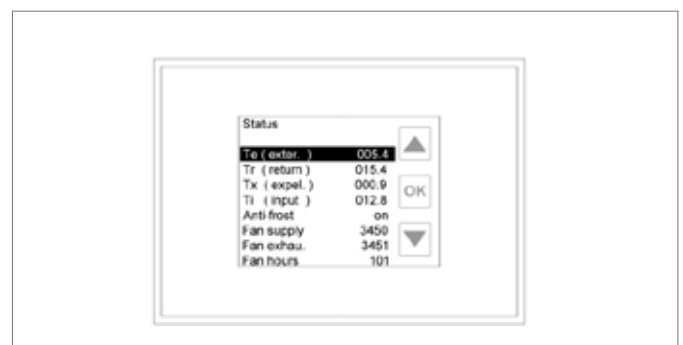 Status
Te ( exter. ) 005.4
Tr ( return ) 015.4
Tx ( expel. ) 000.9
Ti ( input ) 012.8
OK
Anti frost on
Fan supply 3450
Fan exhau. 3451
Fan hours 101